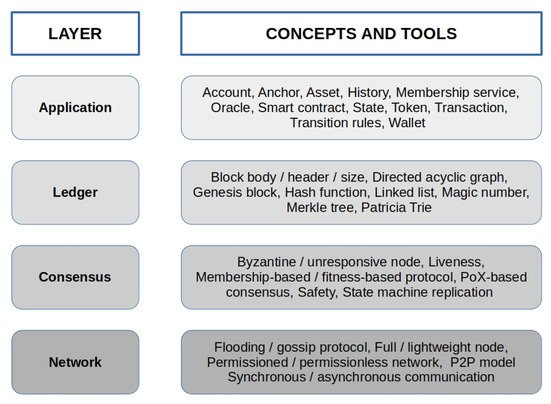 LAYER
CONCEPTS AND TOOLS
Application
Account, Anchor, Asset, History, Membership service,
Oracle, Smart contract, State, Token, Transaction,
Transition rules, Wallet
Ledger
Block body / header / size, Directed acyclic graph,
Genesis block, Hash function, Linked list, Magic number,
Merkle tree, Patricia Trie
Consensus
Byzantine / unresponsive node, Liveness,
Membership-based / fitness-based protocol, PoX-based
consensus, Safety, State machine replication
Network
Flooding / gossip protocol, Full / lightweight node,
Permissioned / permissionless network, P2P model
Synchronous / asynchronous communication